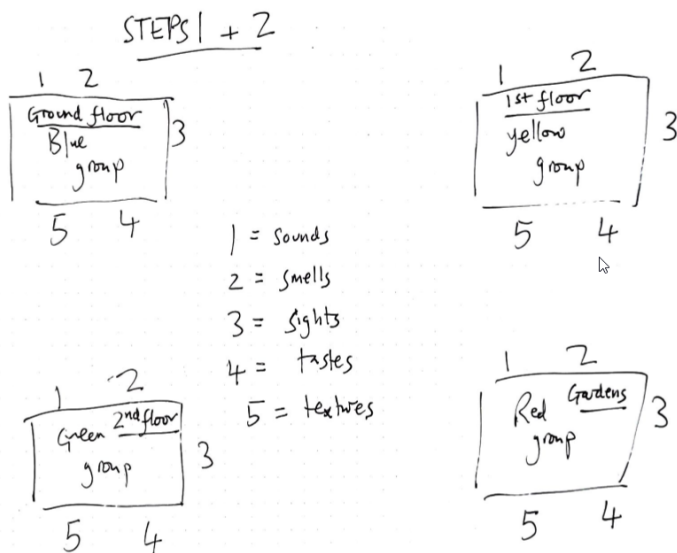 STEPS 1 + 2
1 2
Ground floor
Blue
group
3
5 4
1 2
1st floor
yellow
group
3
5 4
1 = sounds
2 = smells
3 = sights
4 = tastes
5 = textures
1 2
2nd floor
Green
group
3
5 4
1 2
Gardens
Red
group
3
5 4